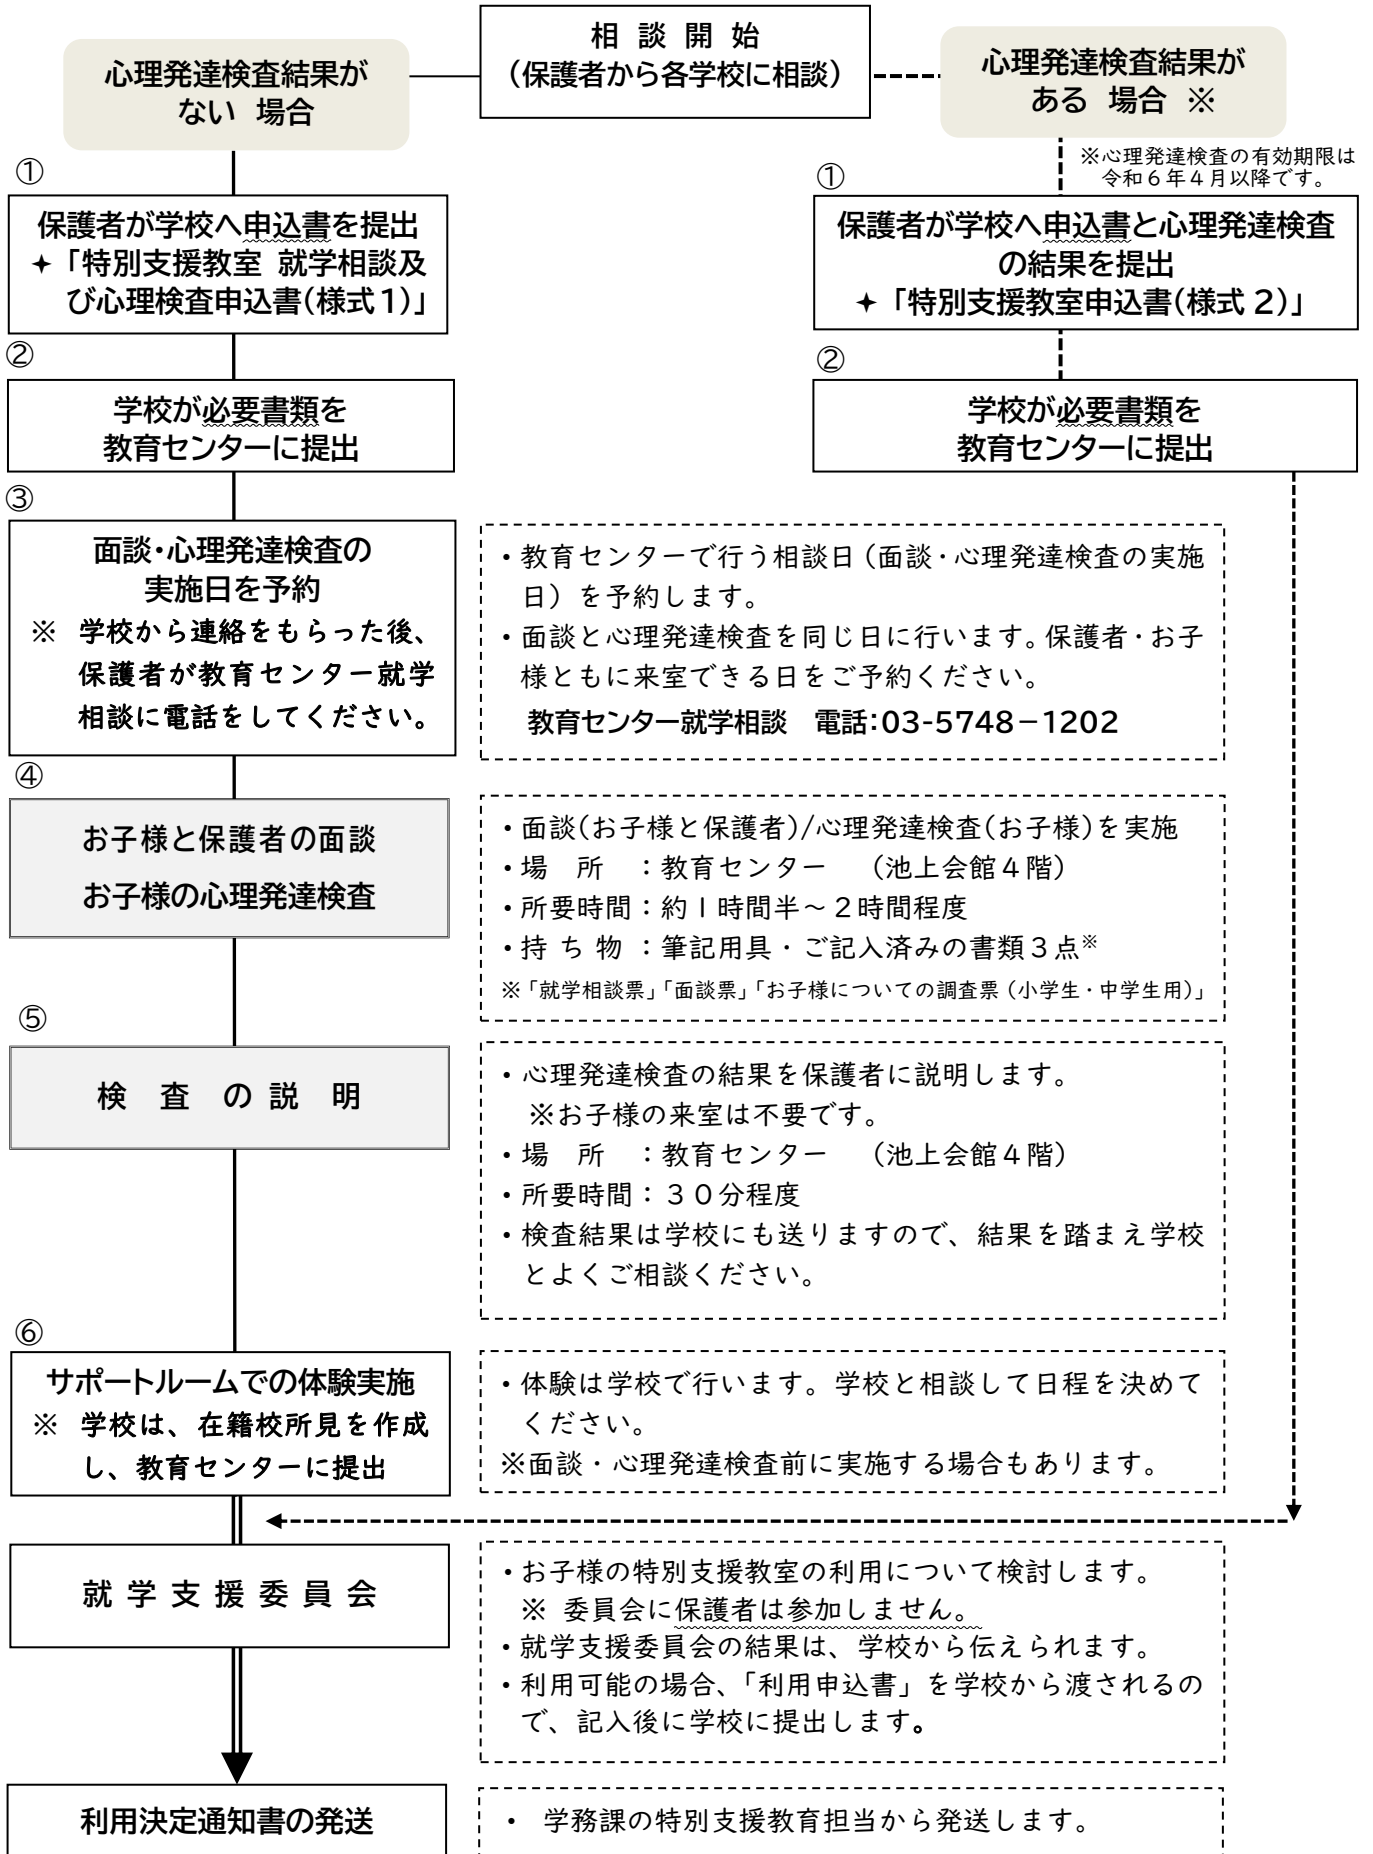 相 談 開 始
（保護者から各学校に相談）
心理発達検査結果が
ない 場合
心理発達検査結果が
ある 場合 ※
※心理発達検査の有効期限は
令和６年４月以降です。
①
保護者が学校へ申込書を提出
✦「特別支援教室 就学相談及
び心理検査申込書(様式１)」
①
保護者が学校へ申込書と心理発達検査
の結果を提出
✦「特別支援教室申込書(様式 2)」
②
学校が必要書類を
教育センターに提出
②
学校が必要書類を
教育センターに提出
③
面談・心理発達検査の
実施日を予約
※ 学校から連絡をもらった後、
保護者が教育センター就学
相談に電話をしてください。
・教育センターで行う相談日（面談・心理発達検査の実施
日）を予約します。
・面談と心理発達検査を同じ日に行います。保護者・お子
様ともに来室できる日をご予約ください。
教育センター就学相談 電話：03-5748－1202
④
お子様と保護者の面談
お子様の心理発達検査
・面談(お子様と保護者)/心理発達検査(お子様)を実施
・場 所 ：教育センター （池上会館４階）
・所要時間：約１時間半～２時間程度
・持 ち 物 ：筆記用具・ご記入済みの書類３点※
※「就学相談票」「面談票」「お子様についての調査票（小学生・中学生用）」
⑤
検 査 の 説 明
・心理発達検査の結果を保護者に説明します。
※お子様の来室は不要です。
・場 所 ：教育センター （池上会館４階）
・所要時間：３０分程度
・検査結果は学校にも送りますので、結果を踏まえ学校
とよくご相談ください。
⑥
サポートルームでの体験実施
※ 学校は、在籍校所見を作成
し、教育センターに提出
・体験は学校で行います。学校と相談して日程を決めて
ください。
※面談・心理発達検査前に実施する場合もあります。
就 学 支 援 委 員 会
・お子様の特別支援教室の利用について検討します。
※ 委員会に保護者は参加しません。
・就学支援委員会の結果は、学校から伝えられます。
・利用可能の場合、「利用申込書」を学校から渡されるの
で、記入後に学校に提出します。
利用決定通知書の発送
・ 学務課の特別支援教育担当から発送します。